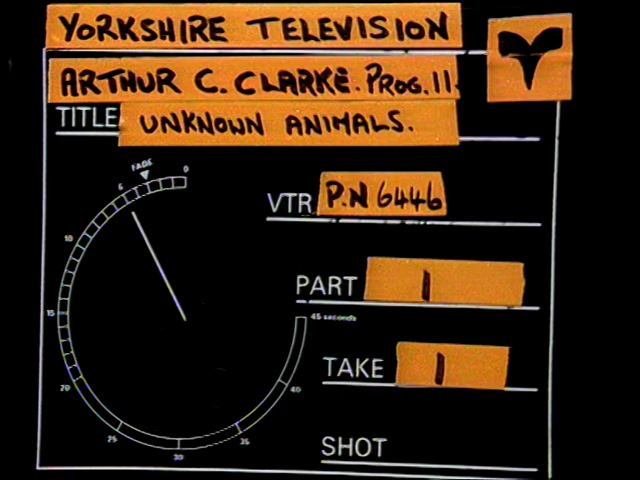 YORKSHIRE TELEVISION
ARTHUR C. CLARKE. PROG. 11.
TITLE UNKNOWN ANIMALS.
FADE
0
5
10
15
20
25
30
35
40
45 seconds
VTR P.N 6446
PART 1
TAKE 1
SHOT